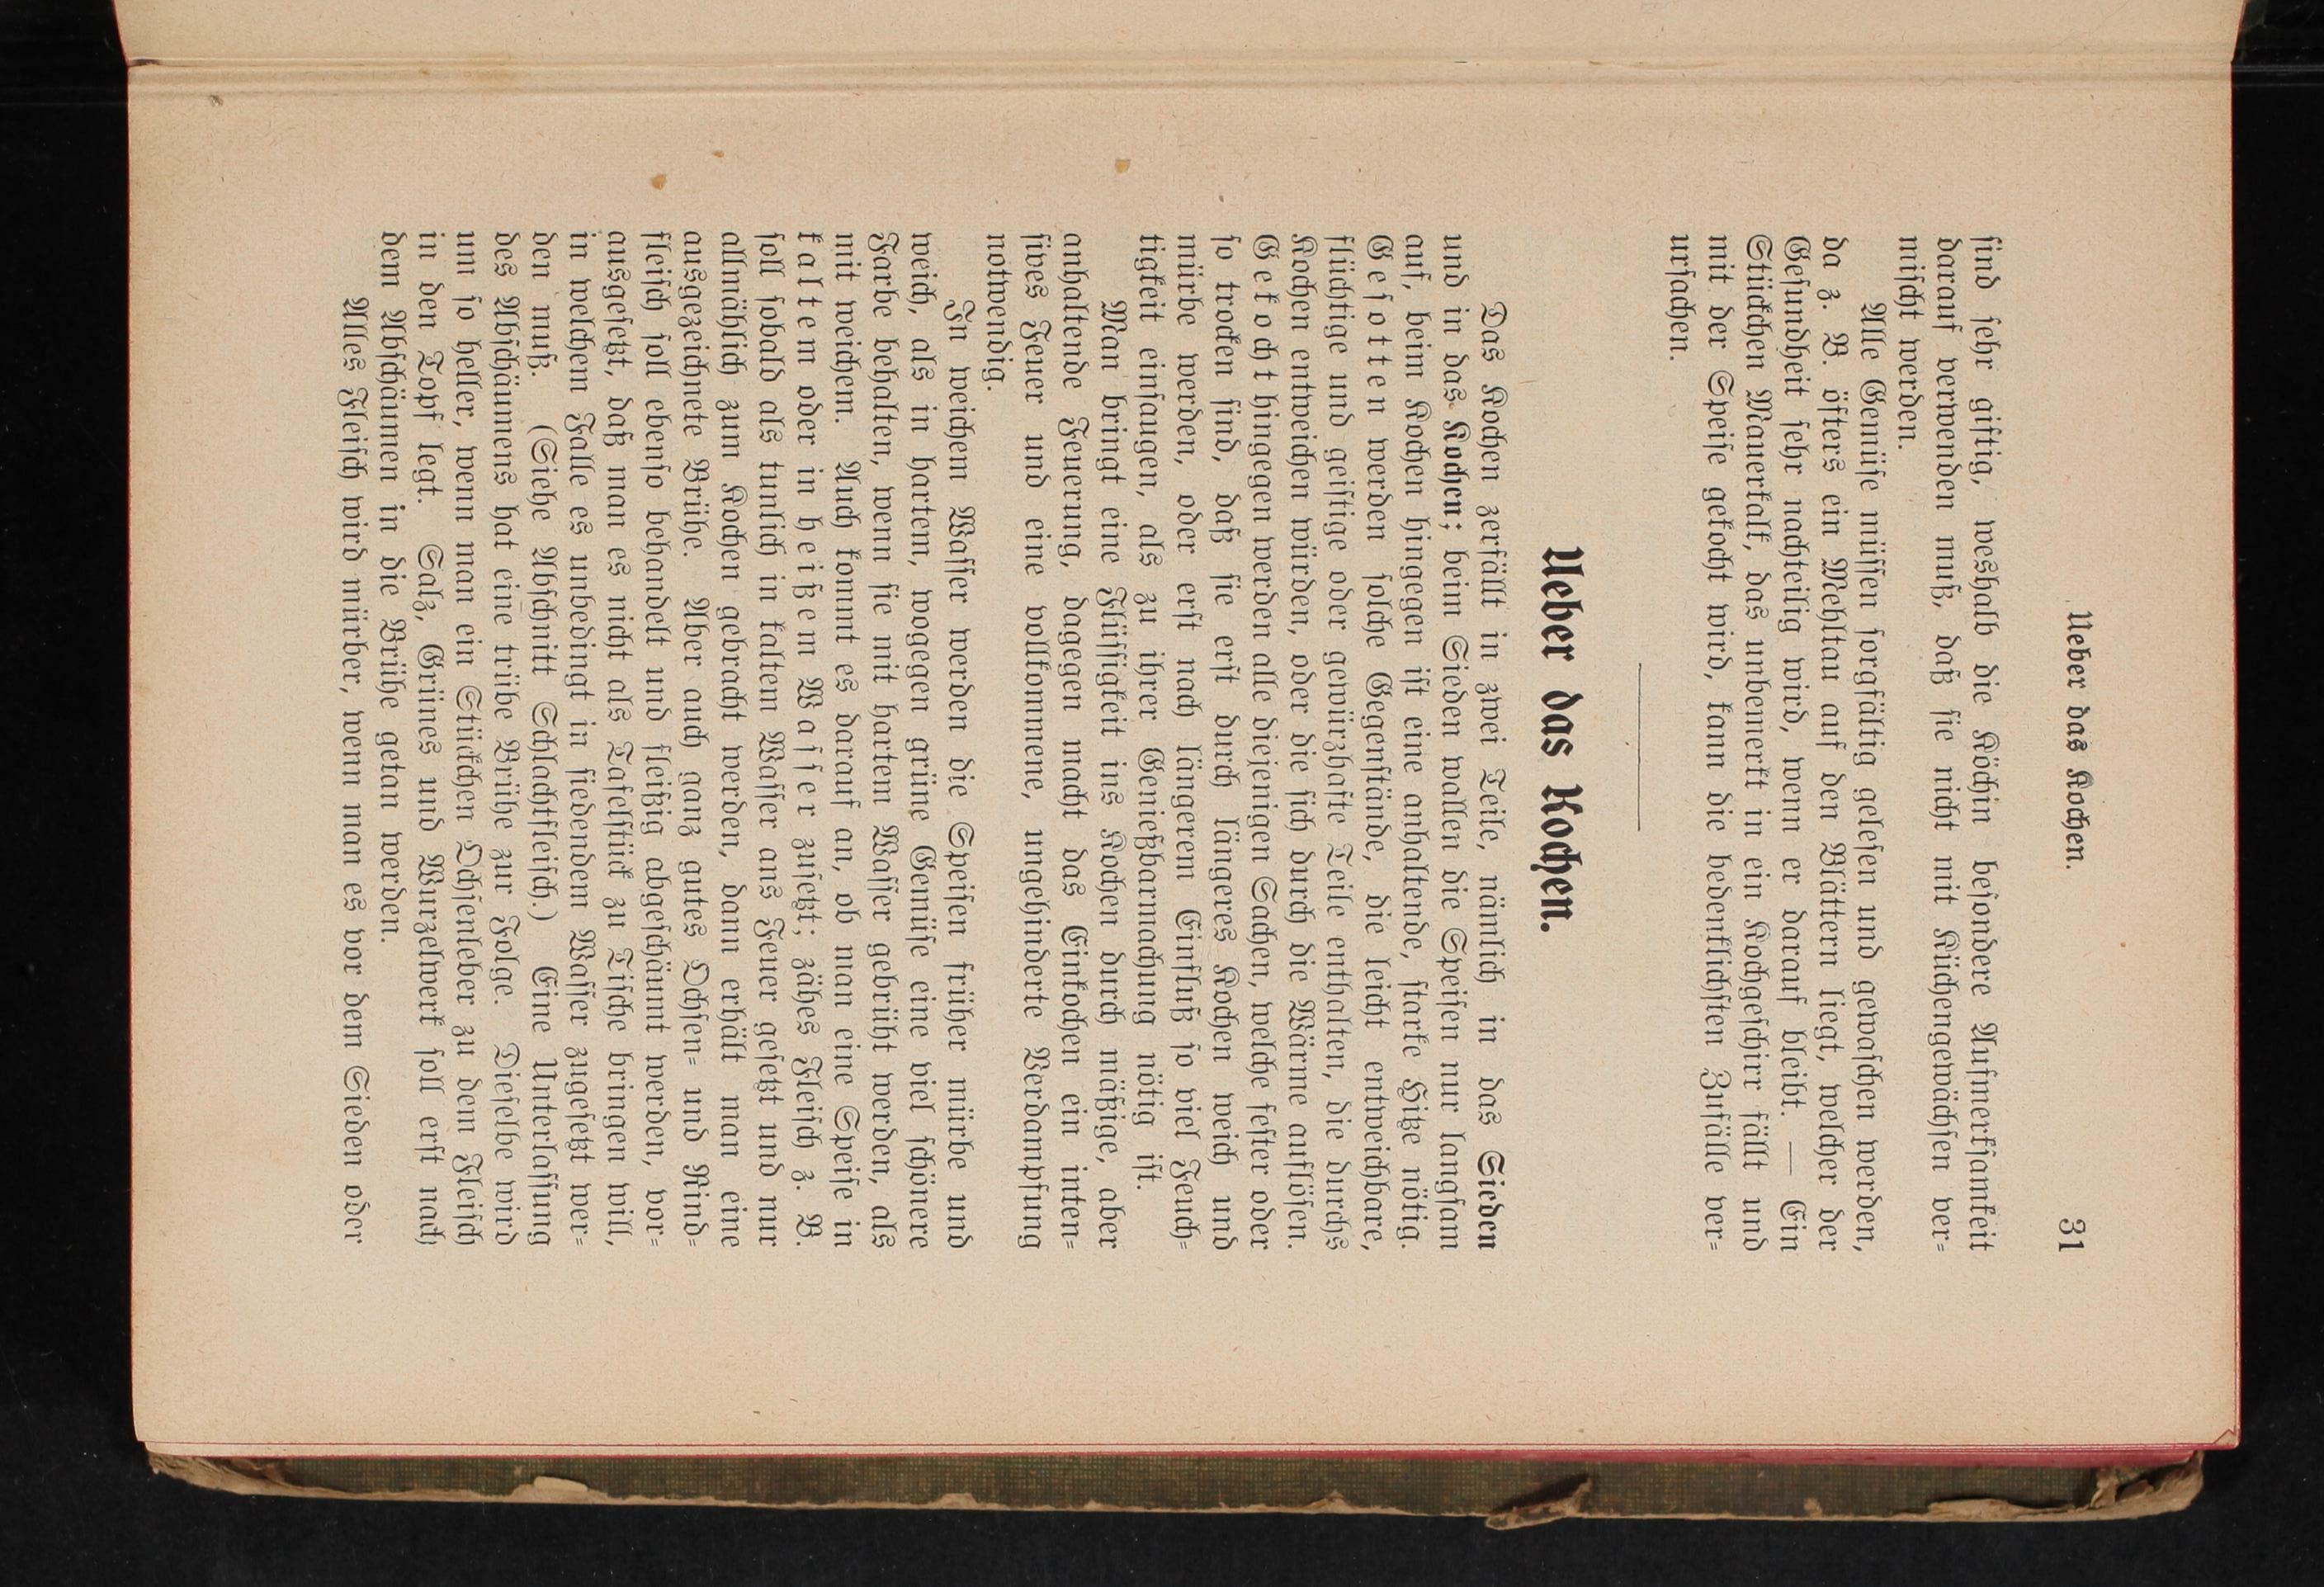 Ueber das Kochen. 31
sind sehr giftig, weshalb die Köchin besondere Aufmerksamkeit
darauf verwenden muß, daß sie nicht mit Küchengewächsen ver-
mischt werden.
Alle Gemüse müssen sorgfältig gelesen und gewaschen werden,
da z. B. öfters ein Mehltau auf den Blättern liegt, welcher der
Gesundheit sehr nachteilig wird, wenn er darauf bleibt. — Ein
Stückchen Mauerkalk, das unbemerkt in ein Kochgeschirr fällt und
mit der Speise gekocht wird, kann die bedenklichsten Zufälle ver-
ursachen.
Ueber das Kochen.
Das Kochen zerfällt in zwei Teile, nämlich in das Sieden
und in das Kochen; beim Sieden wallen die Speisen nur langsam
auf, beim Kochen hingegen ist eine anhaltende, starke Hitze nötig.
Gesotten werden solche Gegenstände, die leicht entweichbare,
flüchtige und geistige oder gewürzhafte Teile enthalten, die durchs
Kochen entweichen würden, oder die sich durch die Wärme auflösen.
Gekocht hingegen werden alle diejenigen Sachen, welche fester oder
so trocken sind, daß sie erst durch längeres Kochen weich und
mürbe werden, oder erst nach längerem Einfluß so viel Feuch-
tigkeit einsaugen, als zu ihrer Genießbarmachung nötig ist.
Man bringt eine Flüssigkeit ins Kochen durch mäßige, aber
anhaltende Feuerung, dagegen macht das Einkochen ein inten-
sives Feuer und eine vollkommene, ungehinderte Verdampfung
notwendig.
In weichem Wasser werden die Speisen früher mürbe und
weich, als in hartem, wogegen grüne Gemüse eine viel schönere
Farbe behalten, wenn sie mit hartem Wasser gebrüht werden, als
mit weichem. Auch kommt es darauf an, ob man eine Speise in
kaltem oder in heißem Wasser zusetzt; zähes Fleisch z. B.
soll sobald als tunlich in kaltem Wasser ans Feuer gesetzt und nur
allmählich zum Kochen gebracht werden, dann erhält man eine
ausgezeichnete Brühe. Aber auch ganz gutes Ochsen- und Rind-
fleisch soll ebenso behandelt und fleißig abgeschäumt werden, vor-
ausgesetzt, daß man es nicht als Tafelstück zu Tische bringen will,
in welchem Falle es unbedingt in siedendem Wasser zugesetzt wer-
den muß. (Siehe Abschnitt Schlachtfleisch.) Eine Unterlassung
des Abschäumens hat eine trübe Brühe zur Folge. Dieselbe wird
um so heller, wenn man ein Stückchen Ochsenleber zu dem Fleisch
in den Topf legt. Salz, Grünes und Wurzelwerk soll erst nach
dem Abschäumen in die Brühe getan werden.
Alles Fleisch wird mürber, wenn man es vor dem Sieden oder